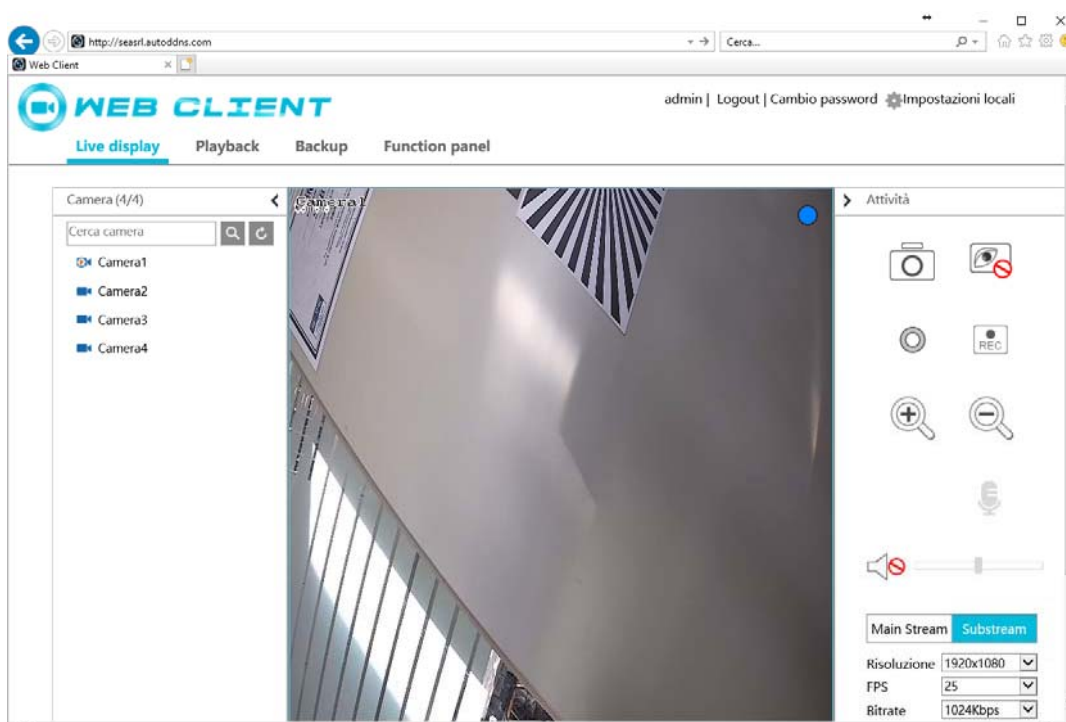 http://seasrl.autoddns.com
Cerca...
Web Client
WEB CLIENT
admin | Logout | Cambio password Impostazioni locali
Live display Playback Backup Function panel
Camera (4/4)
Cerca camera
Camera1
Camera2
Camera3
Camera4
Camera1
Attività
REC
Main Stream Substream
Risoluzione 1920x1080
FPS 25
Bitrate 1024Kbps